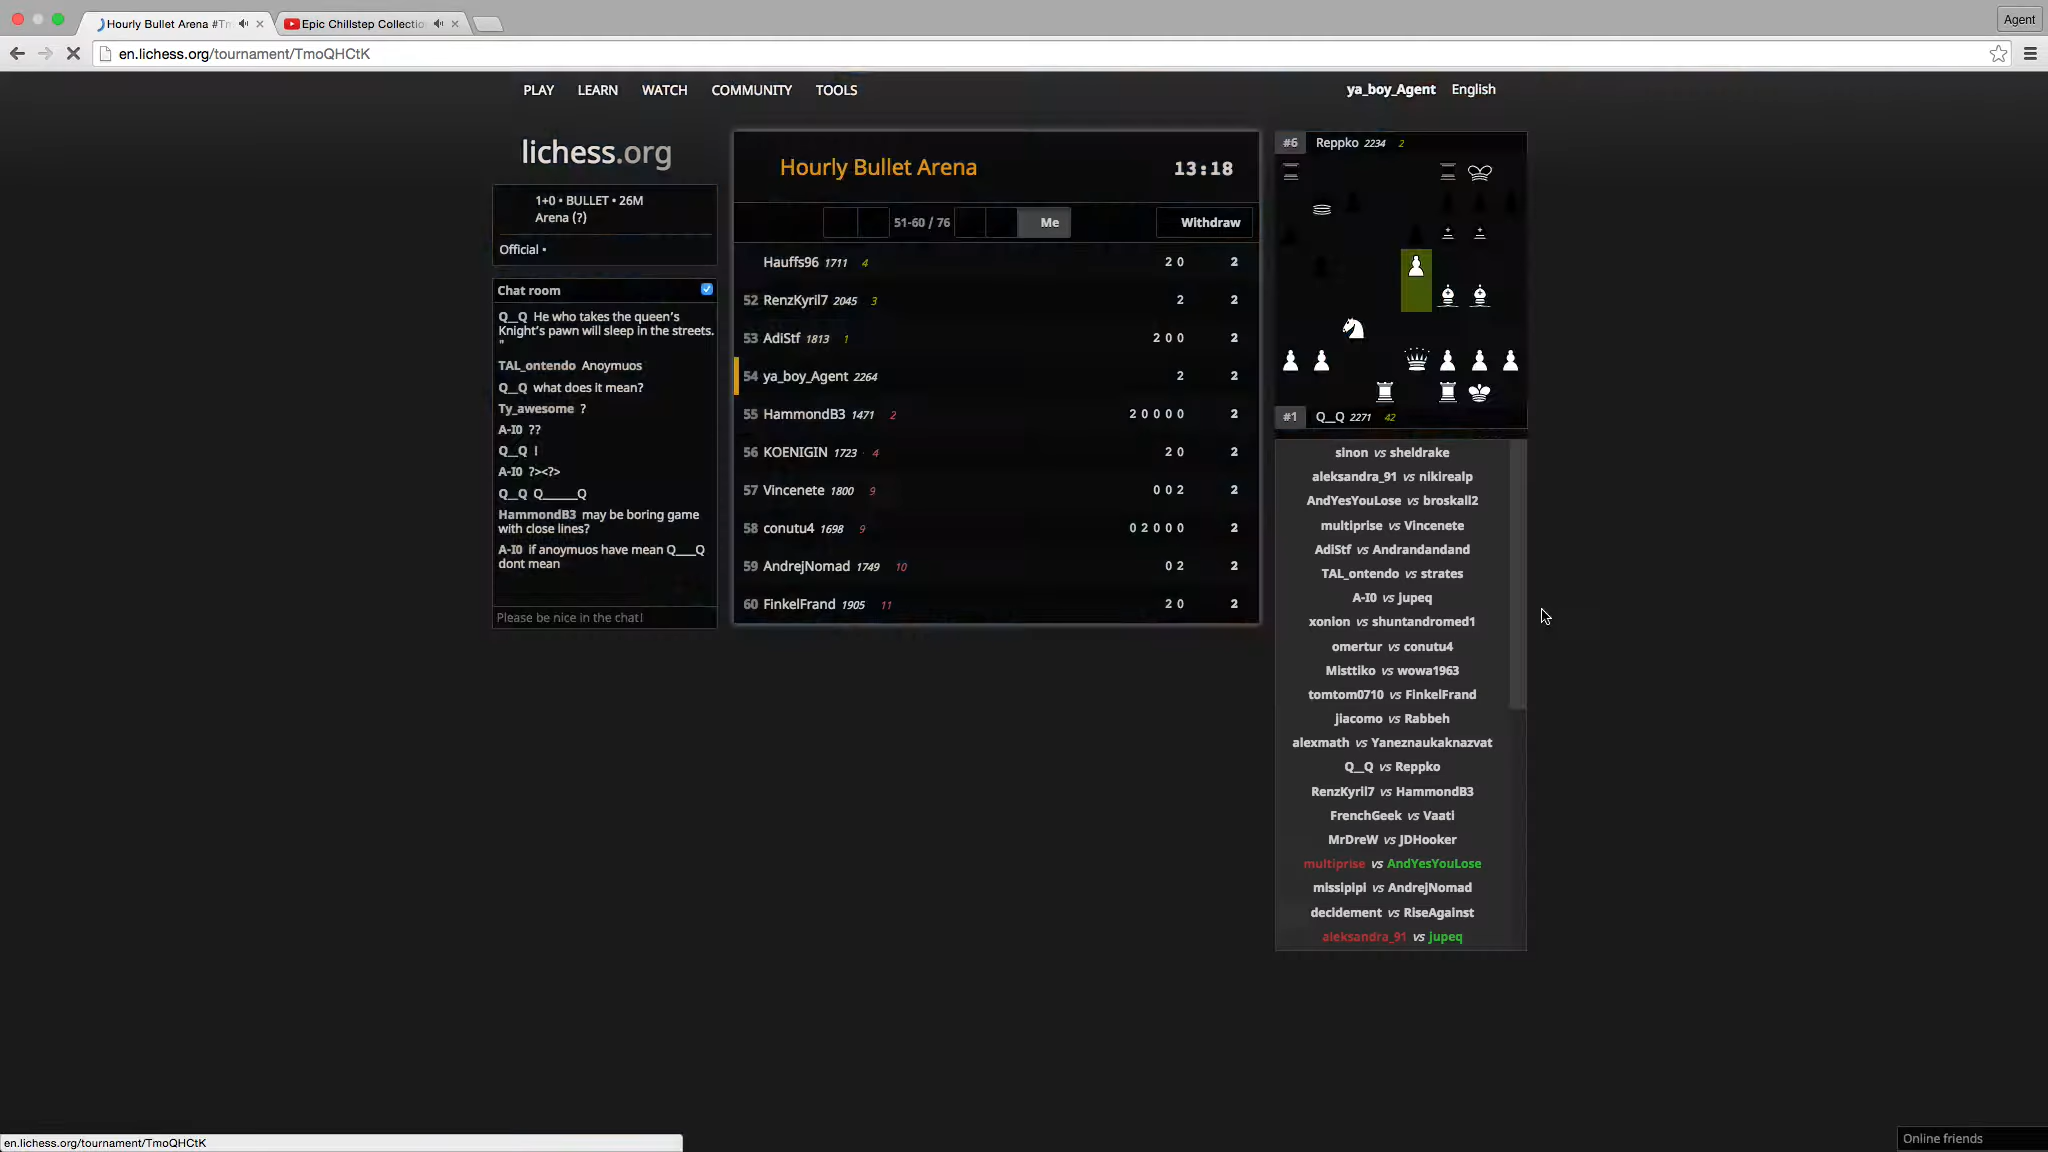 Hourly Bullet Arena #Tm
Epic Chillstep Collectio
Agent
en.lichess.org/tournament/TmoQHCtK
PLAY LEARN WATCH COMMUNITY TOOLS
ya_boy_Agent English
lichess.org
1+0 • BULLET • 26M
Arena (?)
Official •
Chat room
Q__Q He who takes the queen's
Knight's pawn will sleep in the streets.
"
TAL_ontendo Anoymuos
Q__Q what does it mean?
Ty_awesome ?
A-I0 ??
Q__Q !
A-I0 ?><?>
Q__Q Q______Q
HammondB3 may be boring game
with close lines?
A-I0 if anoymuos have mean Q___Q
dont mean
Please be nice in the chat!
Hourly Bullet Arena 13:18
51-60 / 76 Me Withdraw
Hauffs96 1711 4 2 0 2
52 RenzKyril7 2045 3 2 2
53 AdiStf 1813 1 2 0 0 2
54 ya_boy_Agent 2264 2 2
55 HammondB3 1471 2 2 0 0 0 0 2
56 KOENIGIN 1723 4 2 0 2
57 Vincenete 1800 9 0 0 2 2
58 conutu4 1698 9 0 2 0 0 0 2
59 AndrejNomad 1749 10 0 2 2
60 FinkelFrand 1905 11 2 0 2
#6 Reppko 2234 2
#1 Q__Q 2271 42
sinon vs sheldrake
aleksandra_91 vs nikirealp
AndYesYouLose vs broskall2
multiprise vs Vincenete
AdiStf vs Andrandandand
TAL_ontendo vs strates
A-I0 vs jupeq
xonion vs shuntandromed1
omertur vs conutu4
Misttiko vs wowa1963
tomtom0710 vs FinkelFrand
jiacomo vs Rabbeh
alexmath vs Yaneznaukaknazvat
Q__Q vs Reppko
RenzKyril7 vs HammondB3
FrenchGeek vs Vaati
MrDreW vs JDHooker
multiprise vs AndYesYouLose
missipipi vs AndrejNomad
decidement vs RiseAgainst
aleksandra_91 vs jupeq
en.lichess.org/tournament/TmoQHCtK
Online friends